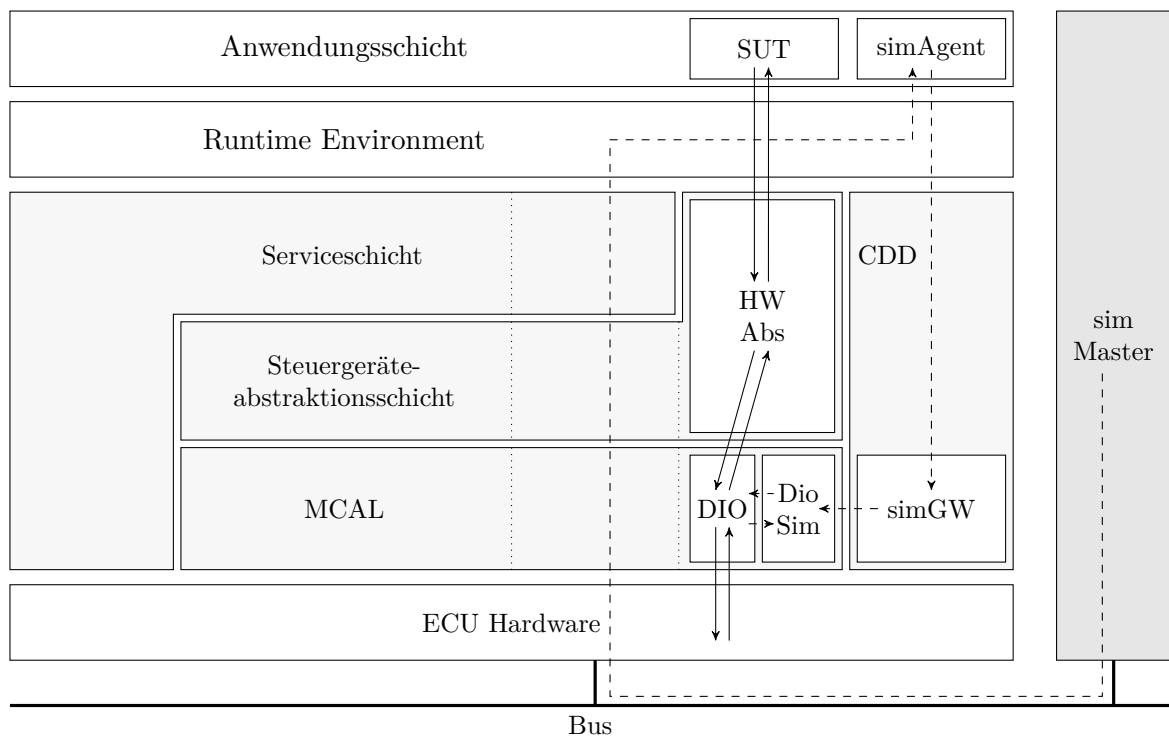 Anwendungsschicht
SUT
simAgent
Runtime Environment
Serviceschicht
CDD
HW
Abs
sim
Master
Steuergeräte-
abstraktionsschicht
MCAL
DIO
Dio
Sim
simGW
ECU Hardware
Bus